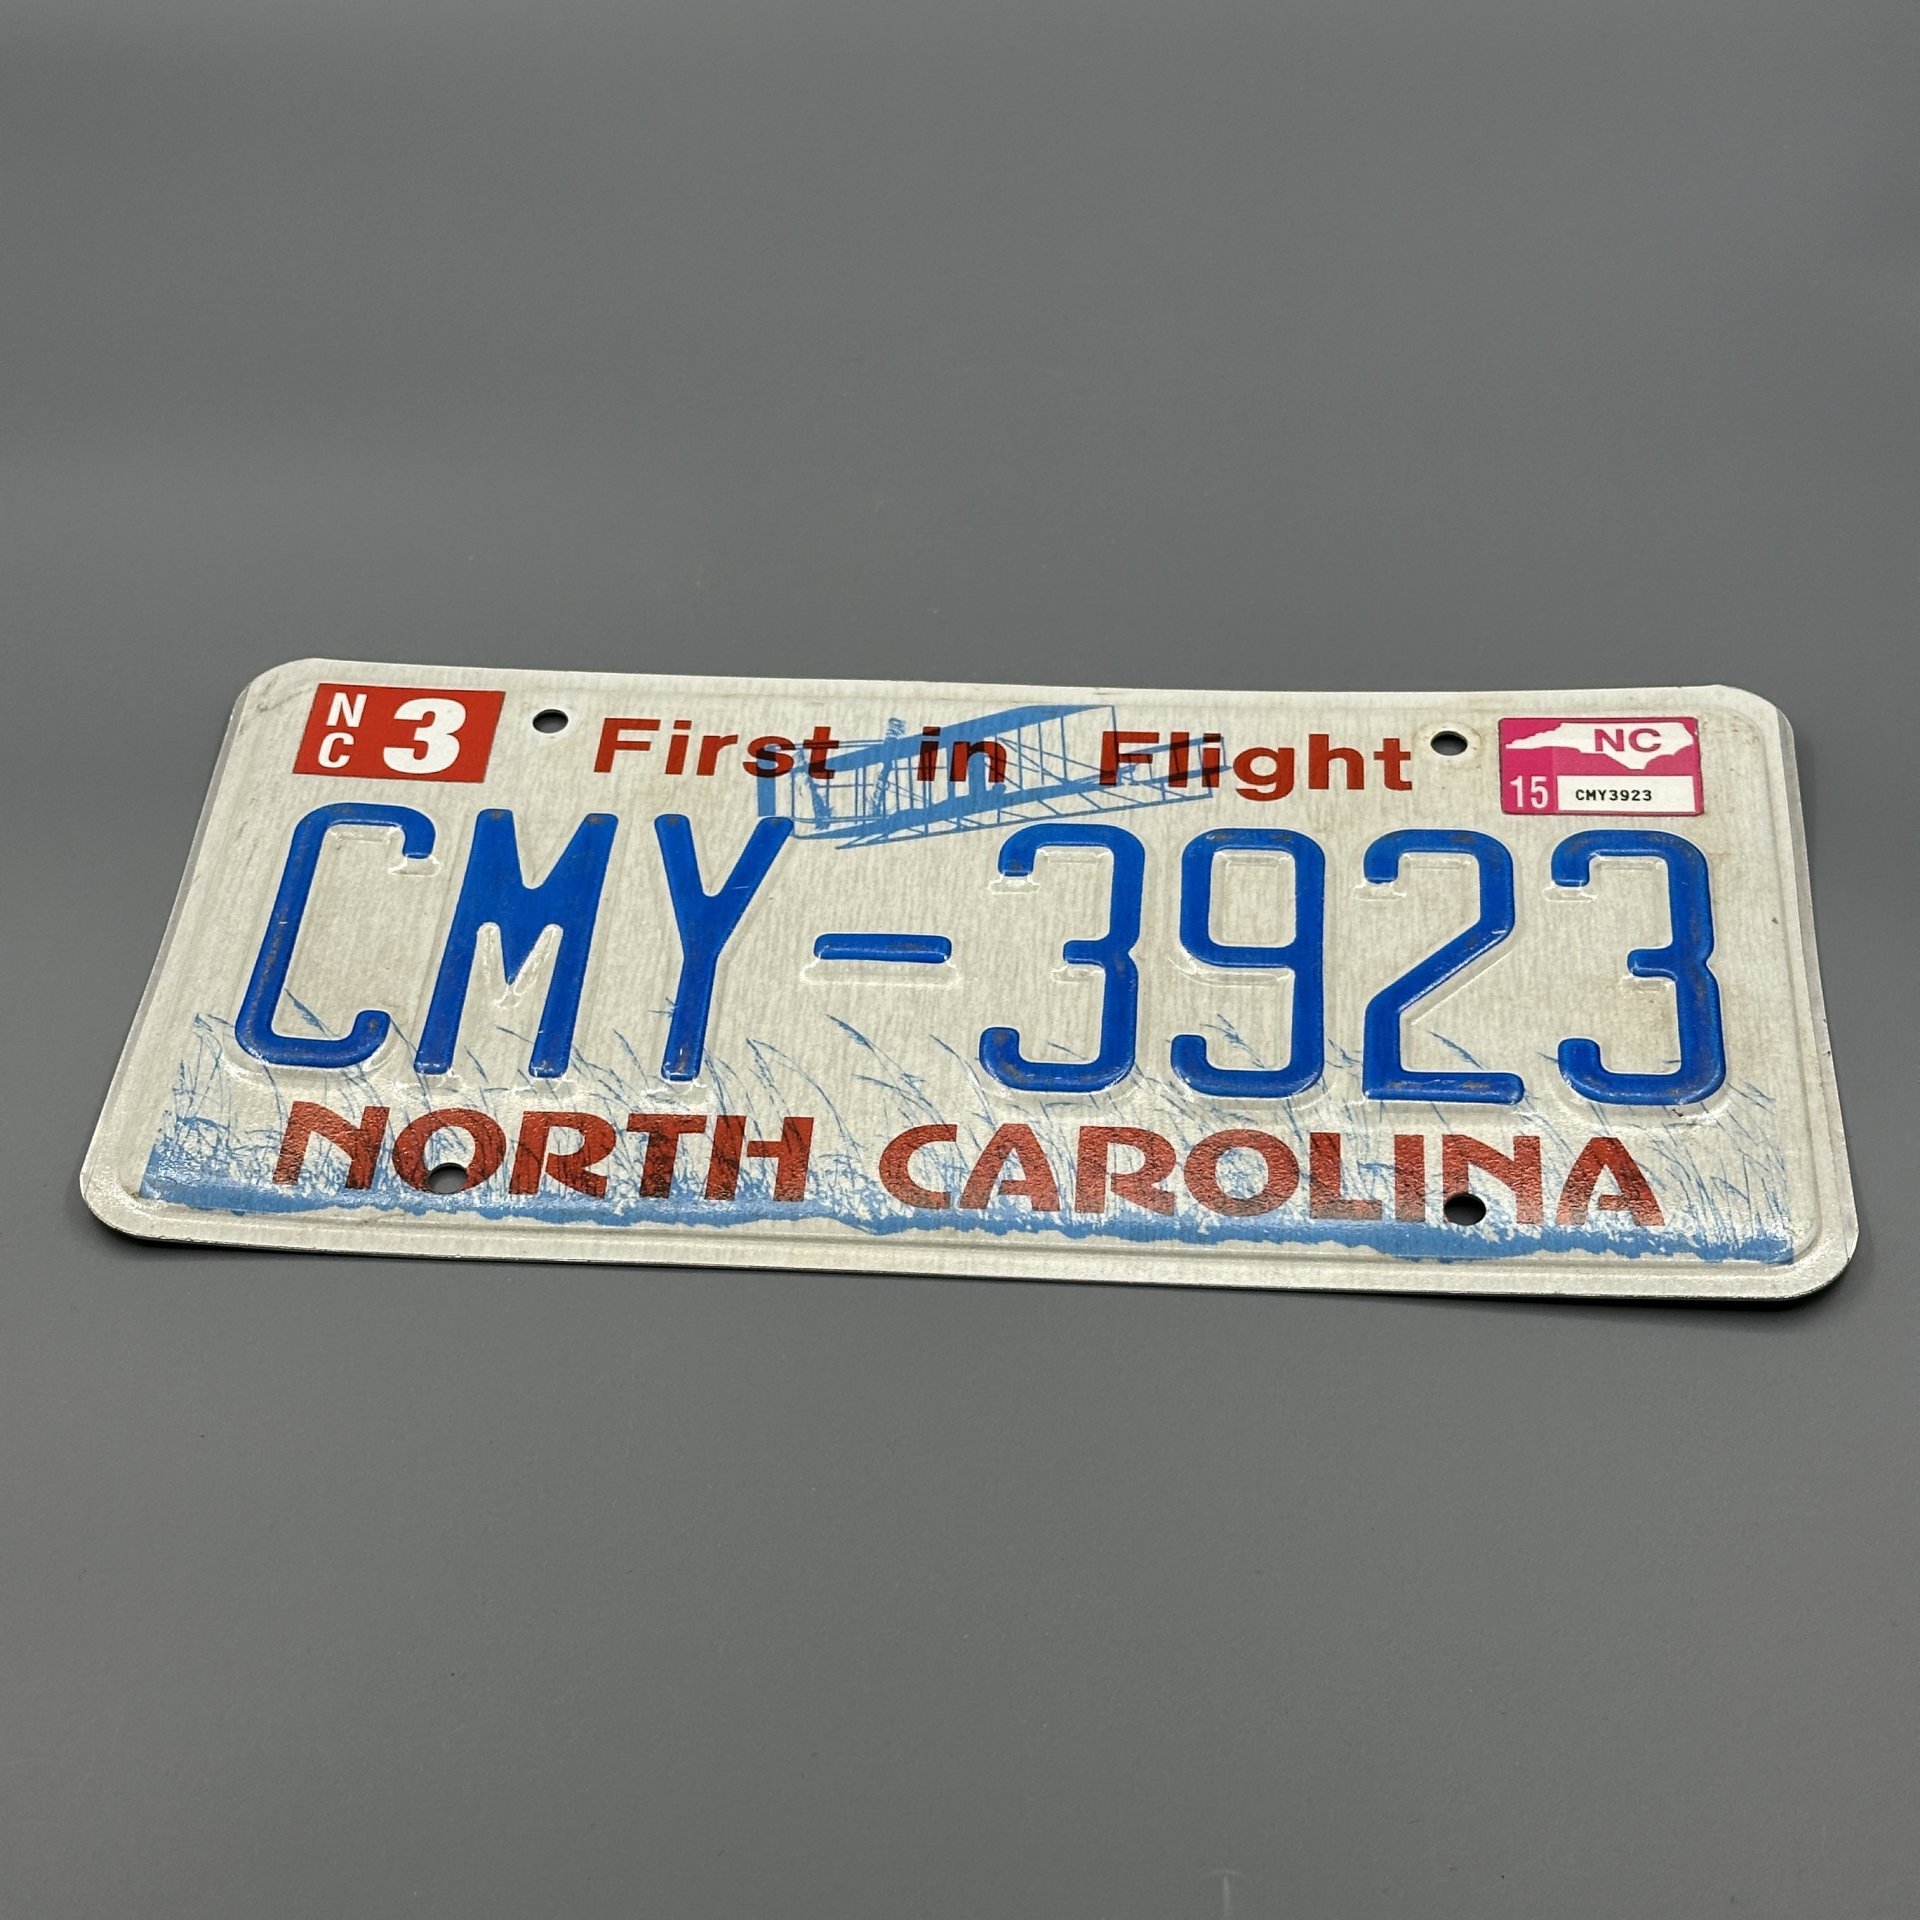 NC 3
First in Flight
NC
15 CMY3923
CMY-3923
NORTH CAROLINA